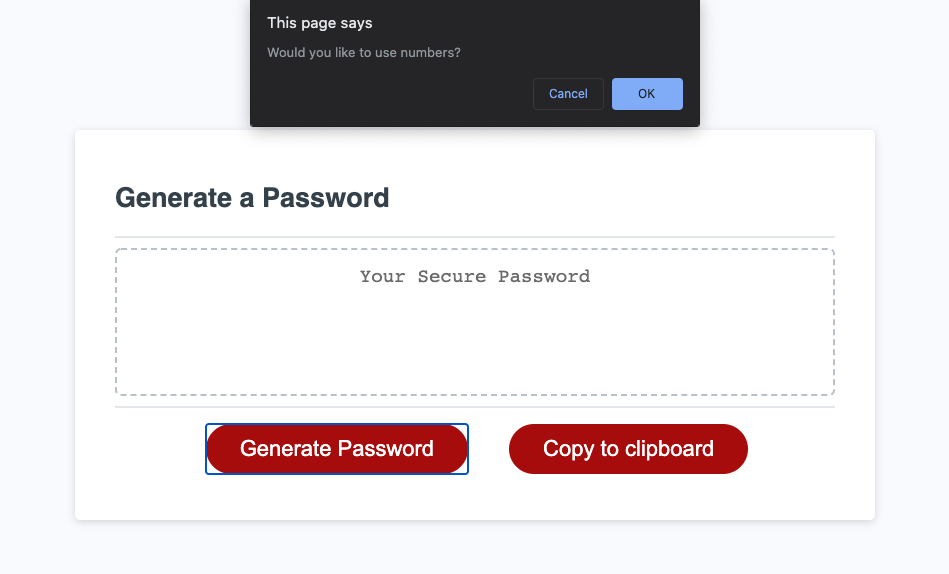 This page says
Would you like to use numbers?
Cancel
OK
Generate a Password
Your Secure Password
Generate Password
Copy to clipboard